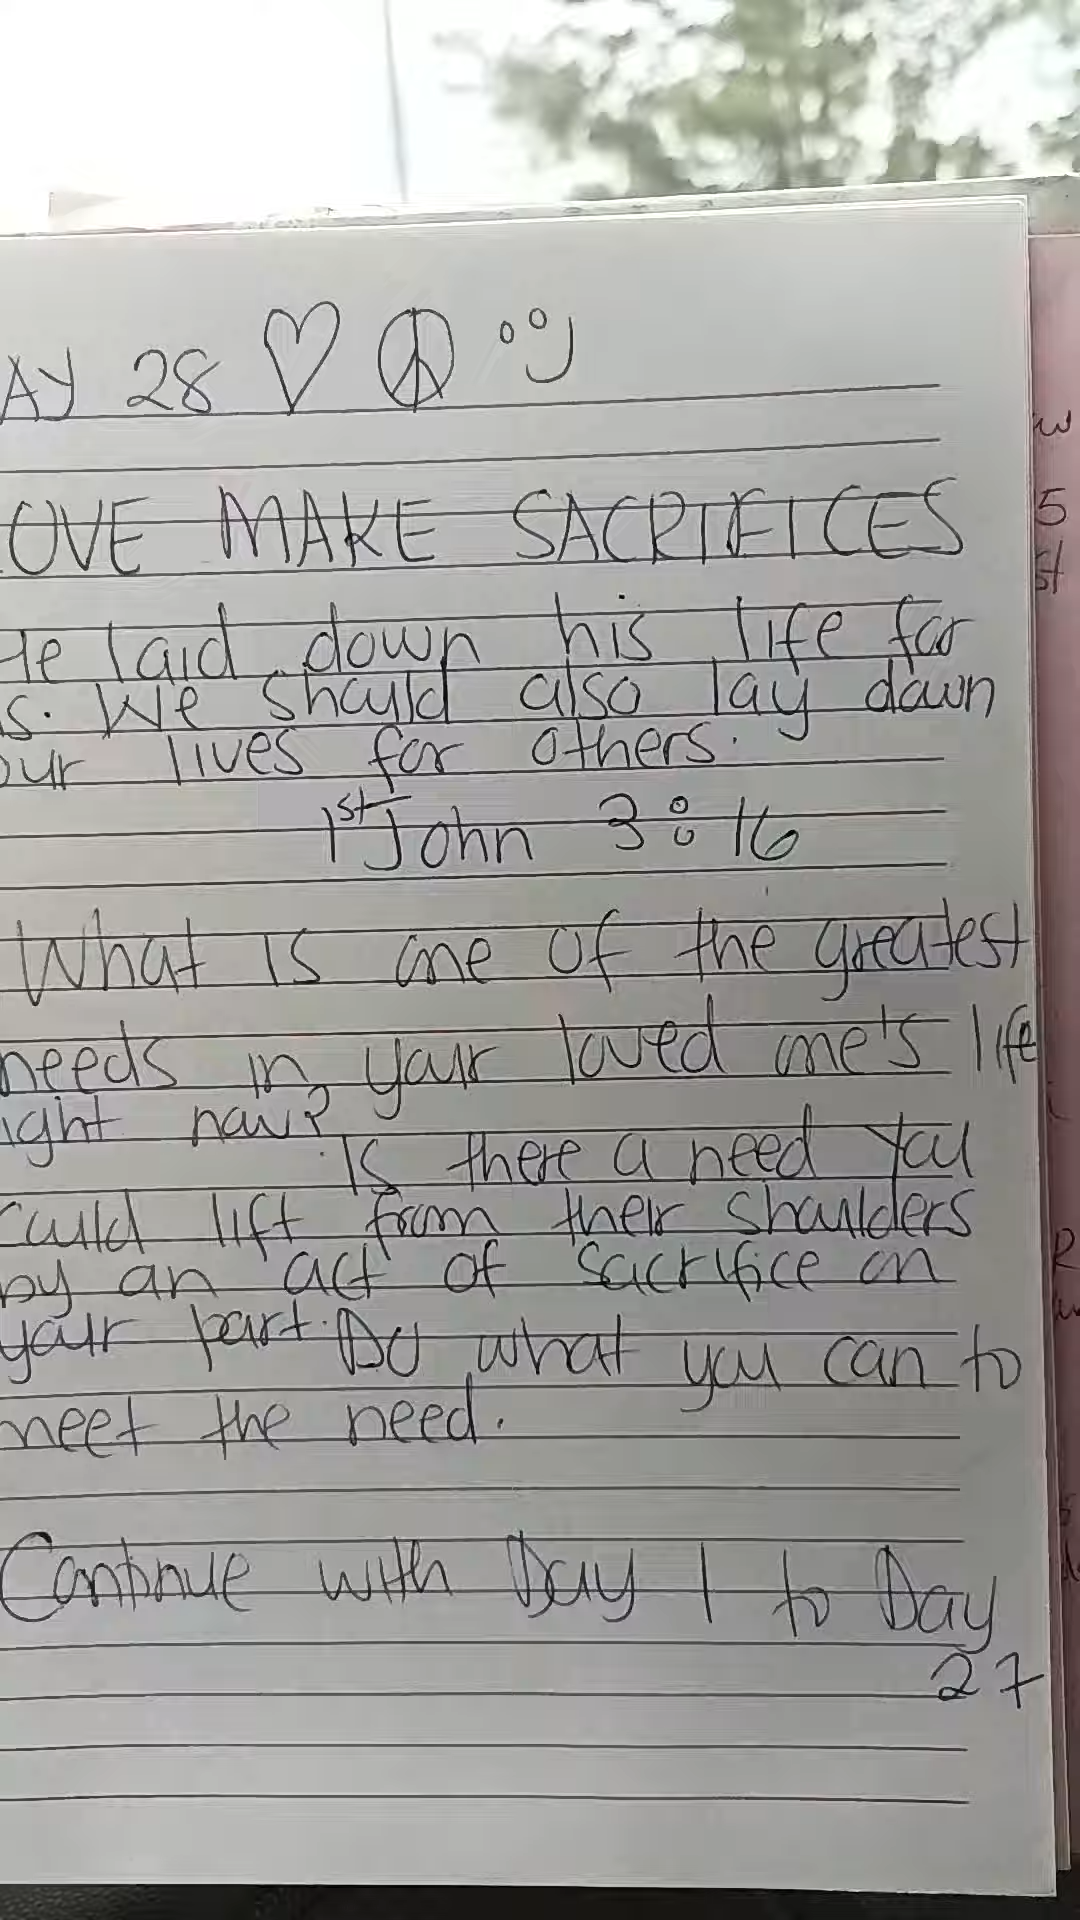 AY 28
OVE MAKE SACRIFICES
He laid down his life for
s. We should also lay down
our lives for others.
1st John 3:16
What is one of the greatest
needs in your loved one's life
ight now?
Is there a need you
could lift from their shoulders
by an act of sacrifice on
your part. Do what you can to
meet the need.
Continue with Day 1 to Day
27